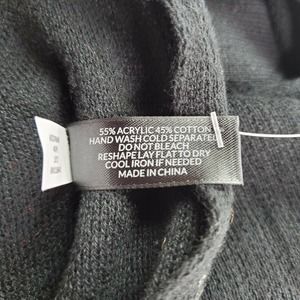 55% ACRYLIC 45% COTTON
HAND WASH COLD SEPARATELY
DO NOT BLEACH
RESHAPE LAY FLAT TO DRY
COOL IRON IF NEEDED
MADE IN CHINA